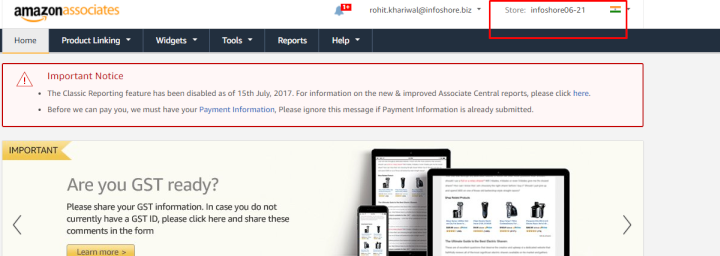 amazonassociates
1+
rohit.khariwal@infoshore.biz
Store: infoshore06-21
Home Product Linking Widgets Tools Reports Help
Important Notice
The Classic Reporting feature has been disabled as of 15th July, 2017. For information on the new & improved Associate Central reports, please click here.
Before we can pay you, we must have your Payment Information, Please ignore this message if Payment Information is already submitted.
IMPORTANT
Are you GST ready?
Please share your GST information. In case you do not
currently have a GST ID, please click here and share these
comments in the form
Learn more >